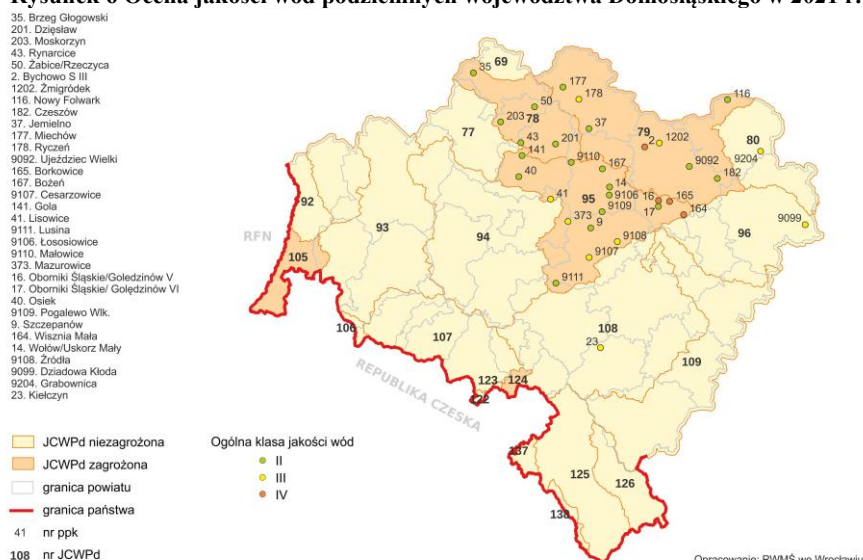 Rysunek 6 Ocena jakości wód podziemnych województwa Dolnośląskiego w 2021 r.
35. Brzeg Głogowski
201. Dzięsław
203. Moskorzyn
43. Rynarcice
50. Żabice/Rzeczyca
2. Bychowo S III
1202. Żmigródek
116. Nowy Folwark
182. Czeszów
37. Jemielno
177. Miechów
178. Ryczeń
9092. Ujeździec Wielki
165. Borkowice
167. Bożeń
9107. Cesarzowice
141. Gola
41. Lisowice
9111. Lusina
9106. Łososiowice
9110. Małowice
373. Mazurowice
16. Oborniki Śląskie/Goledzinów V
17. Oborniki Śląskie/ Golędzinów VI
40. Osiek
9109. Pogalewo Wlk.
9. Szczepanów
164. Wisznia Mała
14. Wołów/Uskorz Mały
9108. Źródła
9099. Dziadowa Kłoda
9204. Grabownica
23. Kiełczyn
69
35
177
178
116
50
203
78
37
77
79
2
1202
80
43
201
141
9110
167
9092
9204
182
40
14
16
165
41
95
9106
9109
17
164
92
373
9
9099
93
94
9108
96
RFN
9107
105
9111
106
107
108
23
109
REPUBLIKA CZESKA
123
124
122
137
125
126
138
JCWPd niezagrożona
JCWPd zagrożona
granica powiatu
granica państwa
41 nr ppk
108 nr JCWPd
Ogólna klasa jakości wód
II
III
IV
Opracowanie: RWMŚ we Wrocławiu